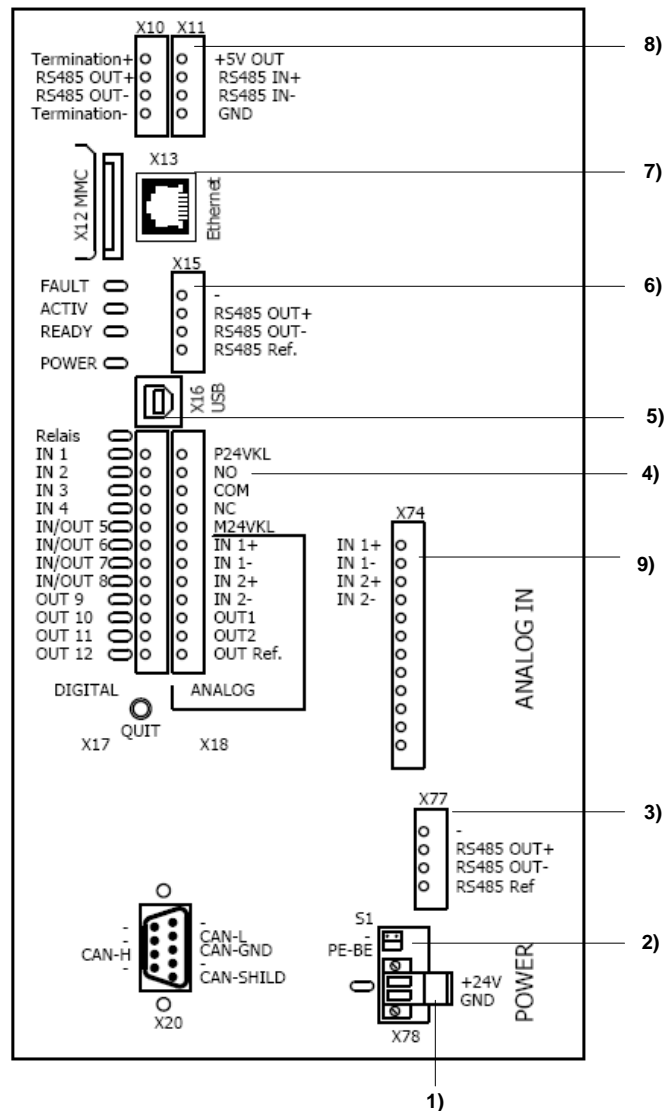 X10 X11
8)
Termination+
RS485 OUT+
RS485 OUT-
Termination-
+5V OUT
RS485 IN+
RS485 IN-
GND
X12 MMC
X13
Ethernet
7)
FAULT
ACTIV
READY
POWER
X15
-
RS485 OUT+
RS485 OUT-
RS485 Ref.
6)
X16
USB
5)
Relais
IN 1
IN 2
IN 3
IN 4
IN/OUT 5
IN/OUT 6
IN/OUT 7
IN/OUT 8
OUT 9
OUT 10
OUT 11
OUT 12
P24VKL
NO
COM
NC
M24VKL
IN 1+
IN 1-
IN 2+
IN 2-
OUT1
OUT2
OUT Ref.
4)
DIGITAL
ANALOG
QUIT
X17
X18
X74
IN 1+
IN 1-
IN 2+
IN 2-
ANALOG IN
9)
X77
-
RS485 OUT+
RS485 OUT-
RS485 Ref
3)
-
-
CAN-H
-
-
CAN-L
CAN-GND
-
CAN-SHILD
X20
S1
-
PE-BE
2)
+24V
GND
POWER
X78
1)